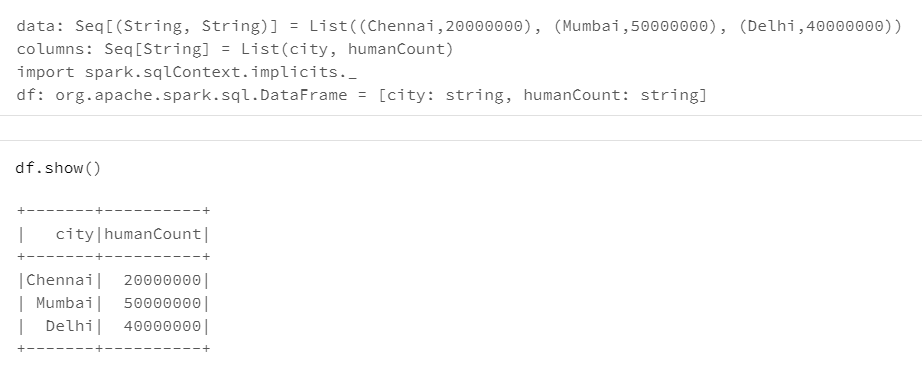 data: Seq[(String, String)] = List((Chennai,20000000), (Mumbai,50000000), (Delhi,40000000))
columns: Seq[String] = List(city, humanCount)
import spark.sqlContext.implicits._
df: org.apache.spark.sql.DataFrame = [city: string, humanCount: string]
df.show()
+-------+----------+
|   city|humanCount|
+-------+----------+
|Chennai|  20000000|
| Mumbai|  50000000|
|  Delhi|  40000000|
+-------+----------+